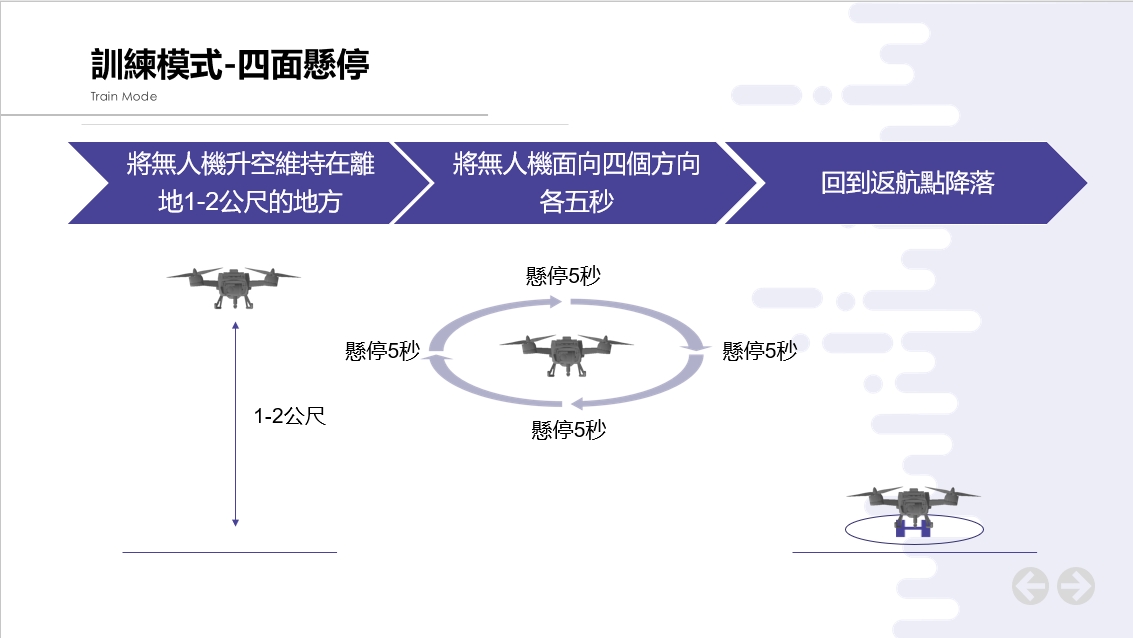 訓練模式-四面懸停
Train Mode
將無人機升空維持在離
地1-2公尺的地方
將無人機面向四個方向
各五秒
回到返航點降落
懸停5秒
懸停5秒
懸停5秒
懸停5秒
1-2公尺
H